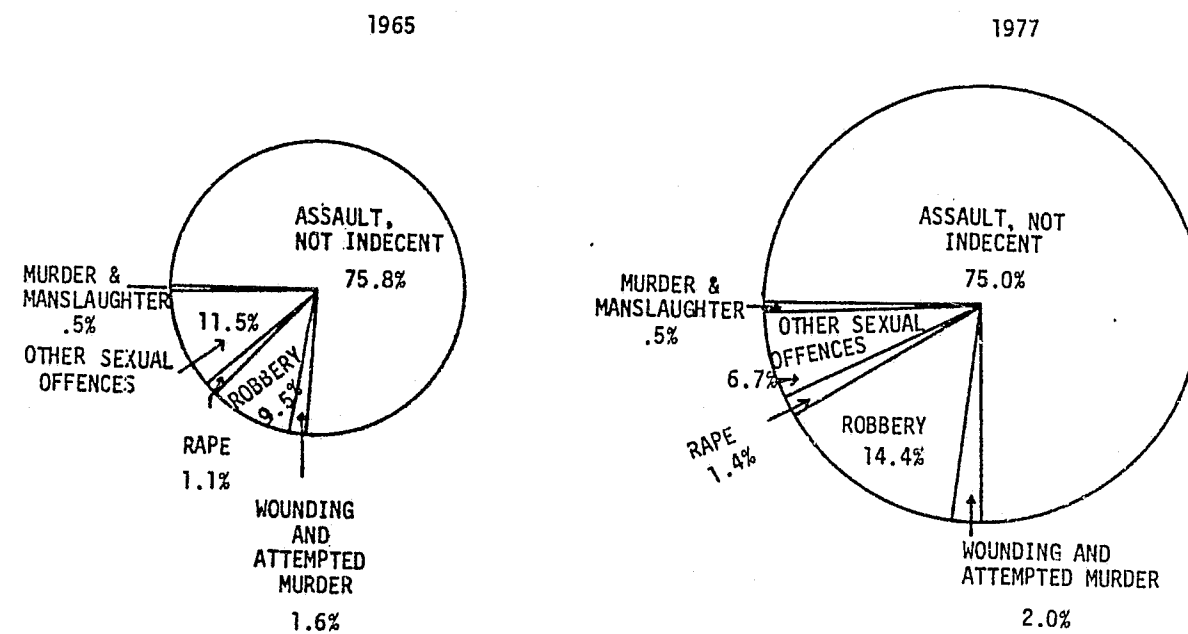 1965
ASSAULT,
NOT INDECENT
75.8%
MURDER &
MANSLAUGHTER
.5%
11.5%
OTHER SEXUAL
OFFENCES
ROBBERY
9.5%
RAPE
1.1%
WOUNDING
AND
ATTEMPTED
MURDER
1.6%
1977
ASSAULT, NOT
INDECENT
75.0%
MURDER &
MANSLAUGHTER
.5%
OTHER SEXUAL
OFFENCES
6.7%
RAPE
1.4%
ROBBERY
14.4%
WOUNDING AND
ATTEMPTED MURDER
2.0%